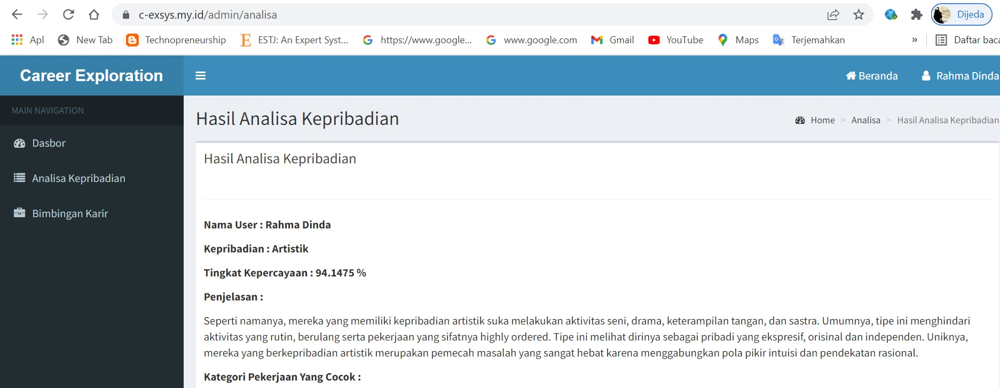 c-exsys.my.id/admin/analisa
Dijeda
Apl New Tab Technopreneurship ESTJ: An Expert Syst... https://www.google... www.google.com Gmail YouTube Maps Terjemahkan » Daftar baca
Career Exploration
Beranda Rahma Dinda
MAIN NAVIGATION
Dasbor
Analisa Kepribadian
Bimbingan Karir
Hasil Analisa Kepribadian
Home > Analisa > Hasil Analisa Kepribadian
Hasil Analisa Kepribadian
Nama User : Rahma Dinda
Kepribadian : Artistik
Tingkat Kepercayaan : 94.1475 %
Penjelasan :
Seperti namanya, mereka yang memiliki kepribadian artistik suka melakukan aktivitas seni, drama, keterampilan tangan, dan sastra. Umumnya, tipe ini menghindari
aktivitas yang rutin, berulang serta pekerjaan yang sifatnya highly ordered. Tipe ini melihat dirinya sebagai pribadi yang ekspresif, orisinal dan independen. Uniknya,
mereka yang berkepribadian artistik merupakan pemecah masalah yang sangat hebat karena menggabungkan pola pikir intuisi dan pendekatan rasional.
Kategori Pekerjaan Yang Cocok :